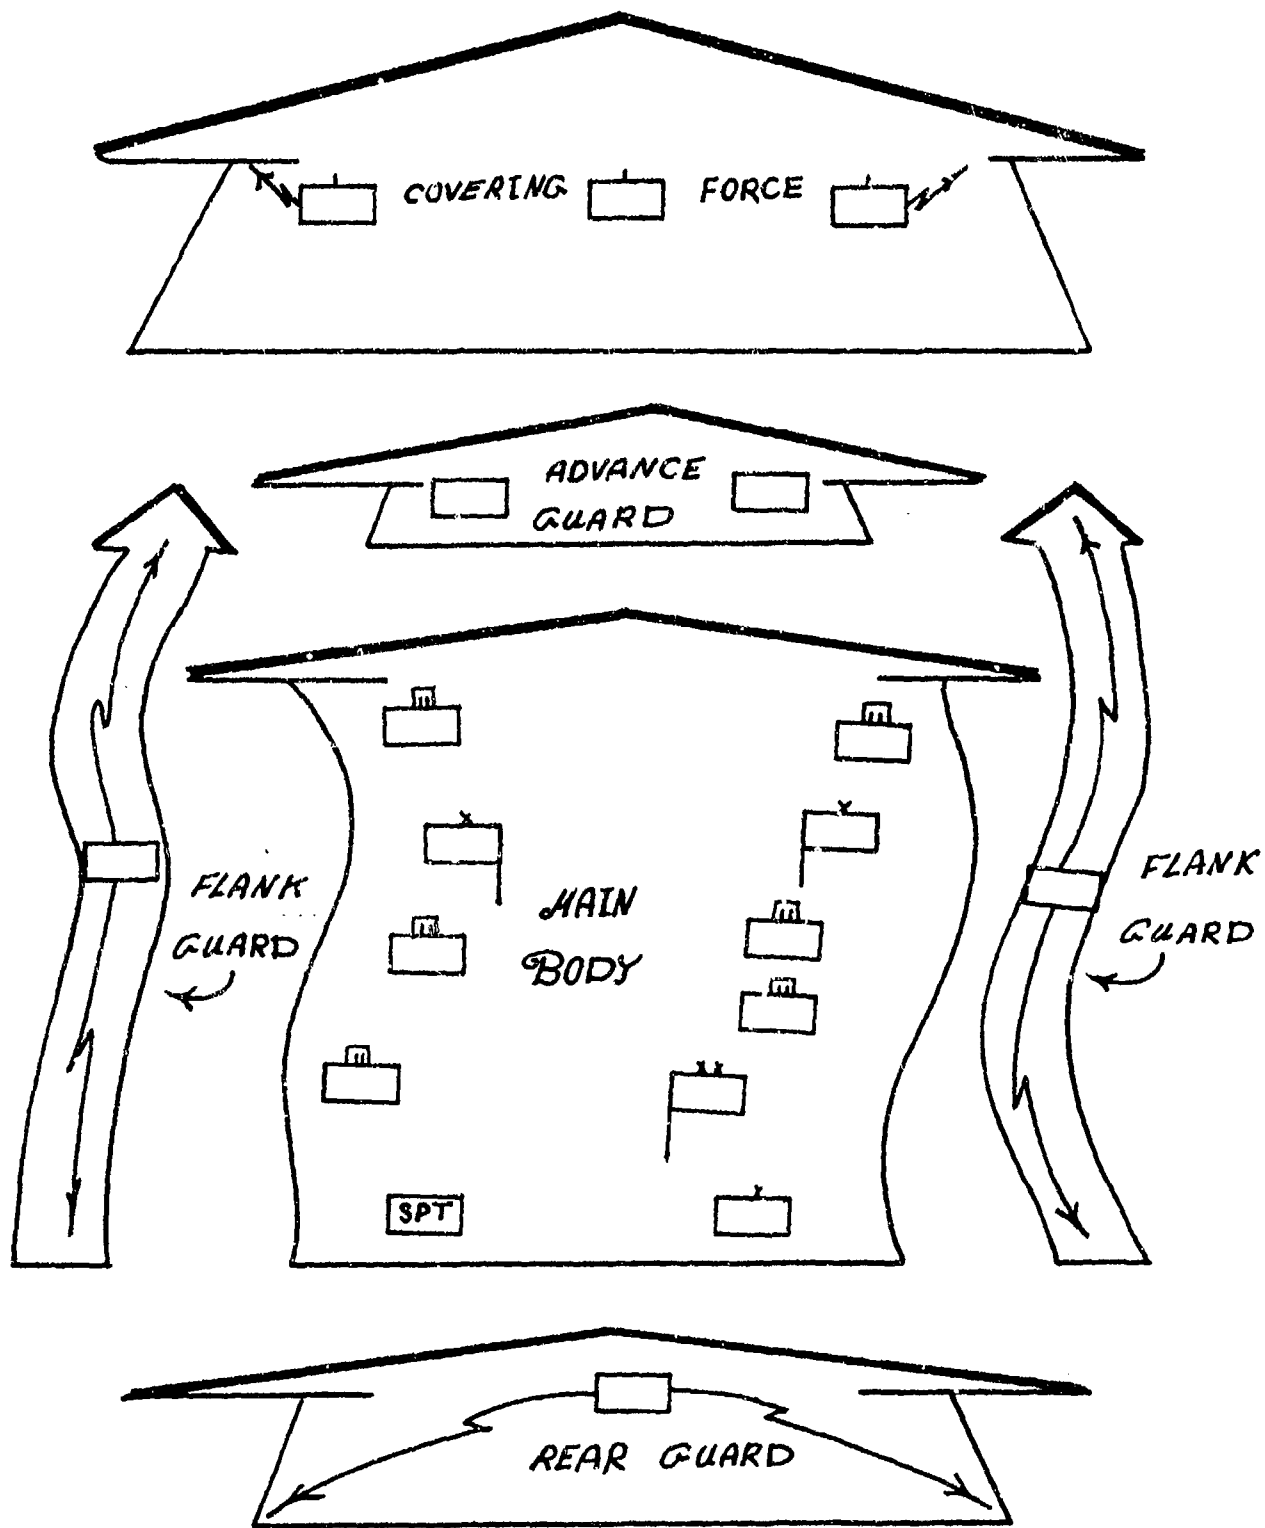 COVERING FORCE
ADVANCE
GUARD
FLANK
GUARD
MAIN
BODY
FLANK
GUARD
SPT
REAR GUARD